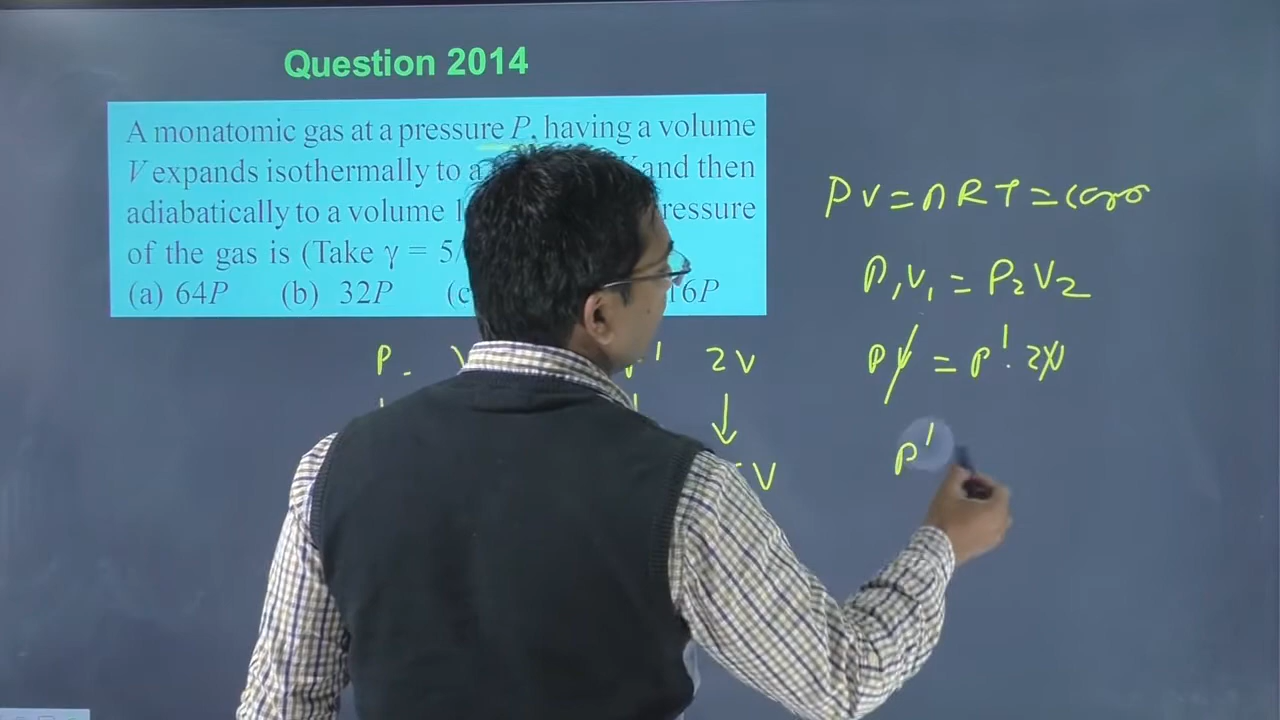 Question 2014
A monatomic gas at a pressure P, having a volume
V expands isothermally to a and then
adiabatically to a volume ressure
of the gas is (Take γ = 5/
(a) 64P (b) 32P (c 16P
PV = nRT =
P₁V₁ = P₂V₂
P 2V
PV = P'. 2V
P'
V